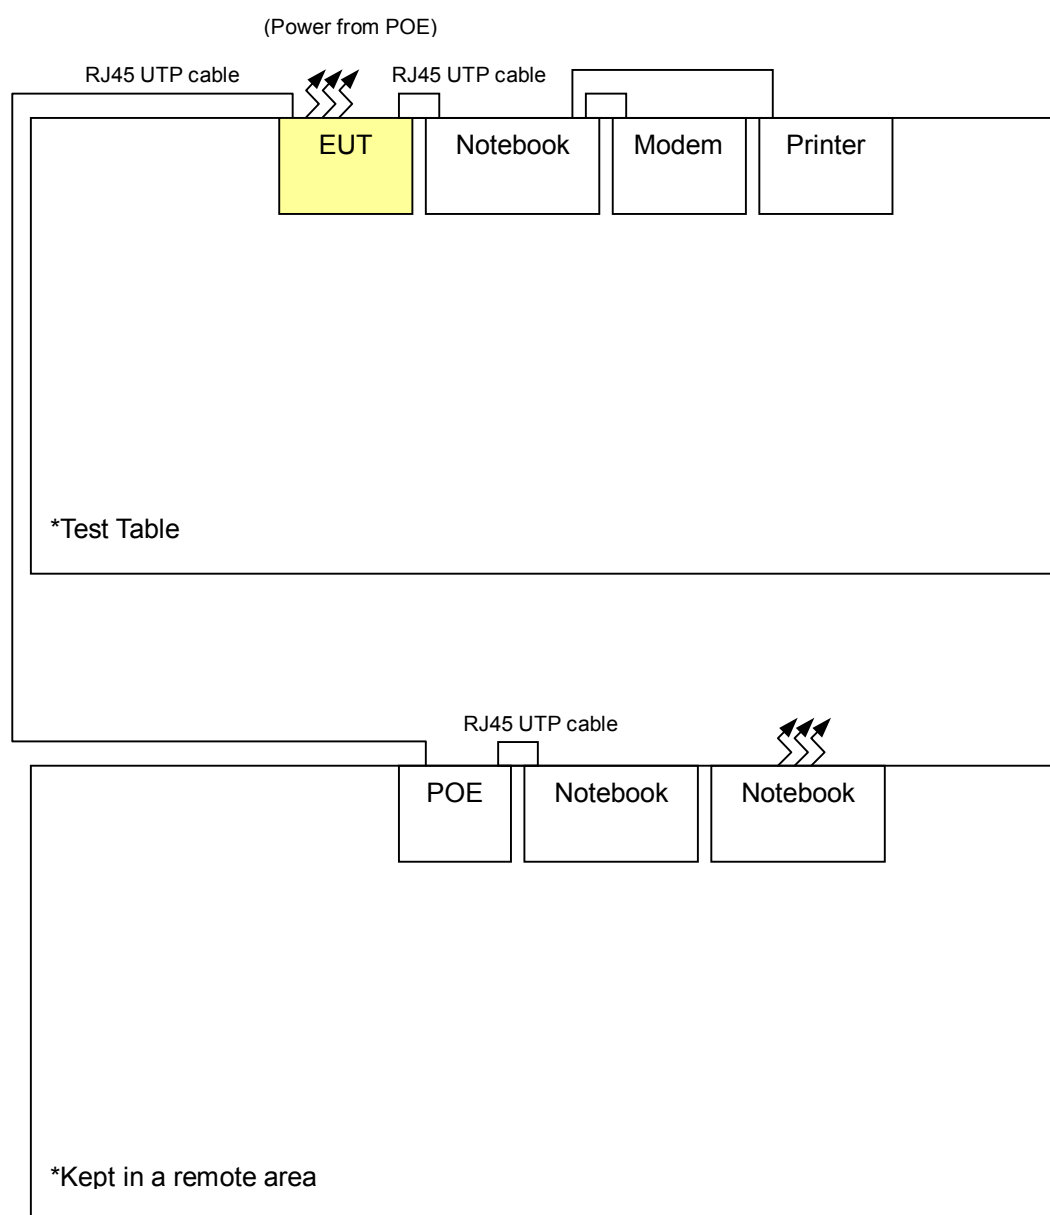 (Power from POE)
RJ45 UTP cable
RJ45 UTP cable
EUT
Notebook
Modem
Printer
*Test Table
RJ45 UTP cable
POE
Notebook
Notebook
*Kept in a remote area